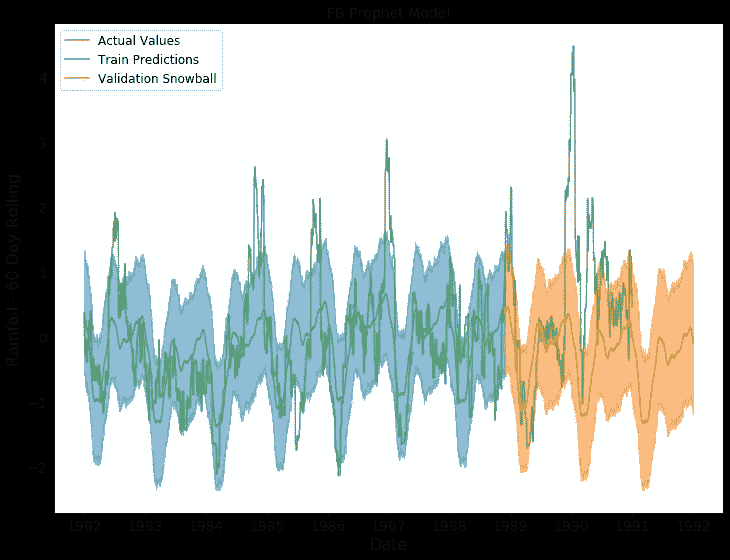 FB Prophet Model
Actual Values
Train Predictions
Validation Snowball
Rainfall - 60 Day Rolling
4
3
2
1
0
−1
−2
1982 1983 1984 1985 1986 1987 1988 1989 1990 1991 1992
Date